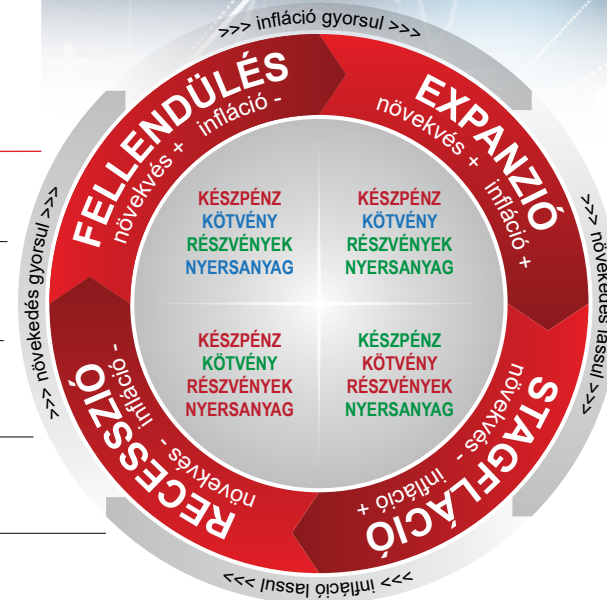 >>> infláció gyorsul >>>
FELLENDÜLÉS
növekvés + infláció -
EXPANZIÓ
növekvés + infláció +
>>> növekedés gyorsul >>>
>>> növekedés lassul >>>
KÉSZPÉNZ
KÖTVÉNY
RÉSZVÉNYEK
NYERSANYAG
KÉSZPÉNZ
KÖTVÉNY
RÉSZVÉNYEK
NYERSANYAG
KÉSZPÉNZ
KÖTVÉNY
RÉSZVÉNYEK
NYERSANYAG
KÉSZPÉNZ
KÖTVÉNY
RÉSZVÉNYEK
NYERSANYAG
RECESSZIÓ
növekvés - infláció -
STAGFLÁCIÓ
növekvés - infláció +
>>> infláció lassul >>>